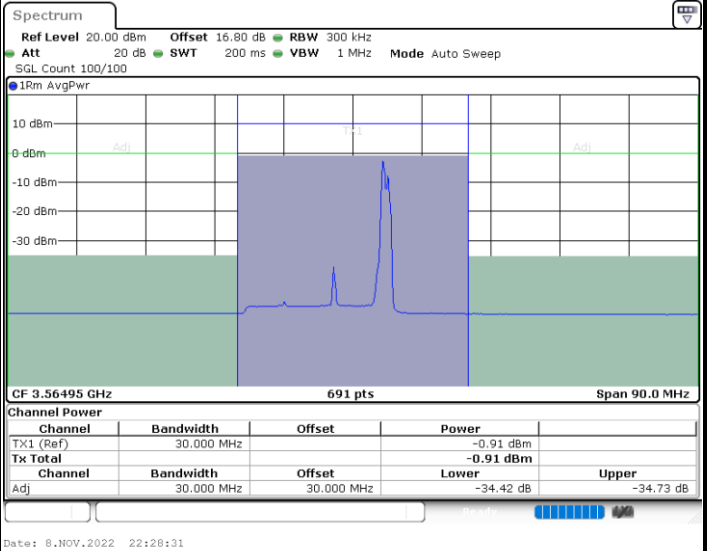 Spectrum
Ref Level 20.00 dBm Offset 16.80 dB RBW 300 kHz
Att 20 dB SWT 200 ms VBW 1 MHz Mode Auto Sweep
SGL Count 100/100
1Rm AvgPwr
10 dBm
TX1
Adj Adj
0 dBm
-10 dBm
-20 dBm
-30 dBm
CF 3.56495 GHz 691 pts Span 90.0 MHz
Channel Power
Channel Bandwidth Offset Power
TX1 (Ref) 30.000 MHz -0.91 dBm
Tx Total -0.91 dBm
Channel Bandwidth Offset Lower Upper
Adj 30.000 MHz 30.000 MHz -34.42 dB -34.73 dB
Ready
Date: 8.NOV.2022 22:28:31